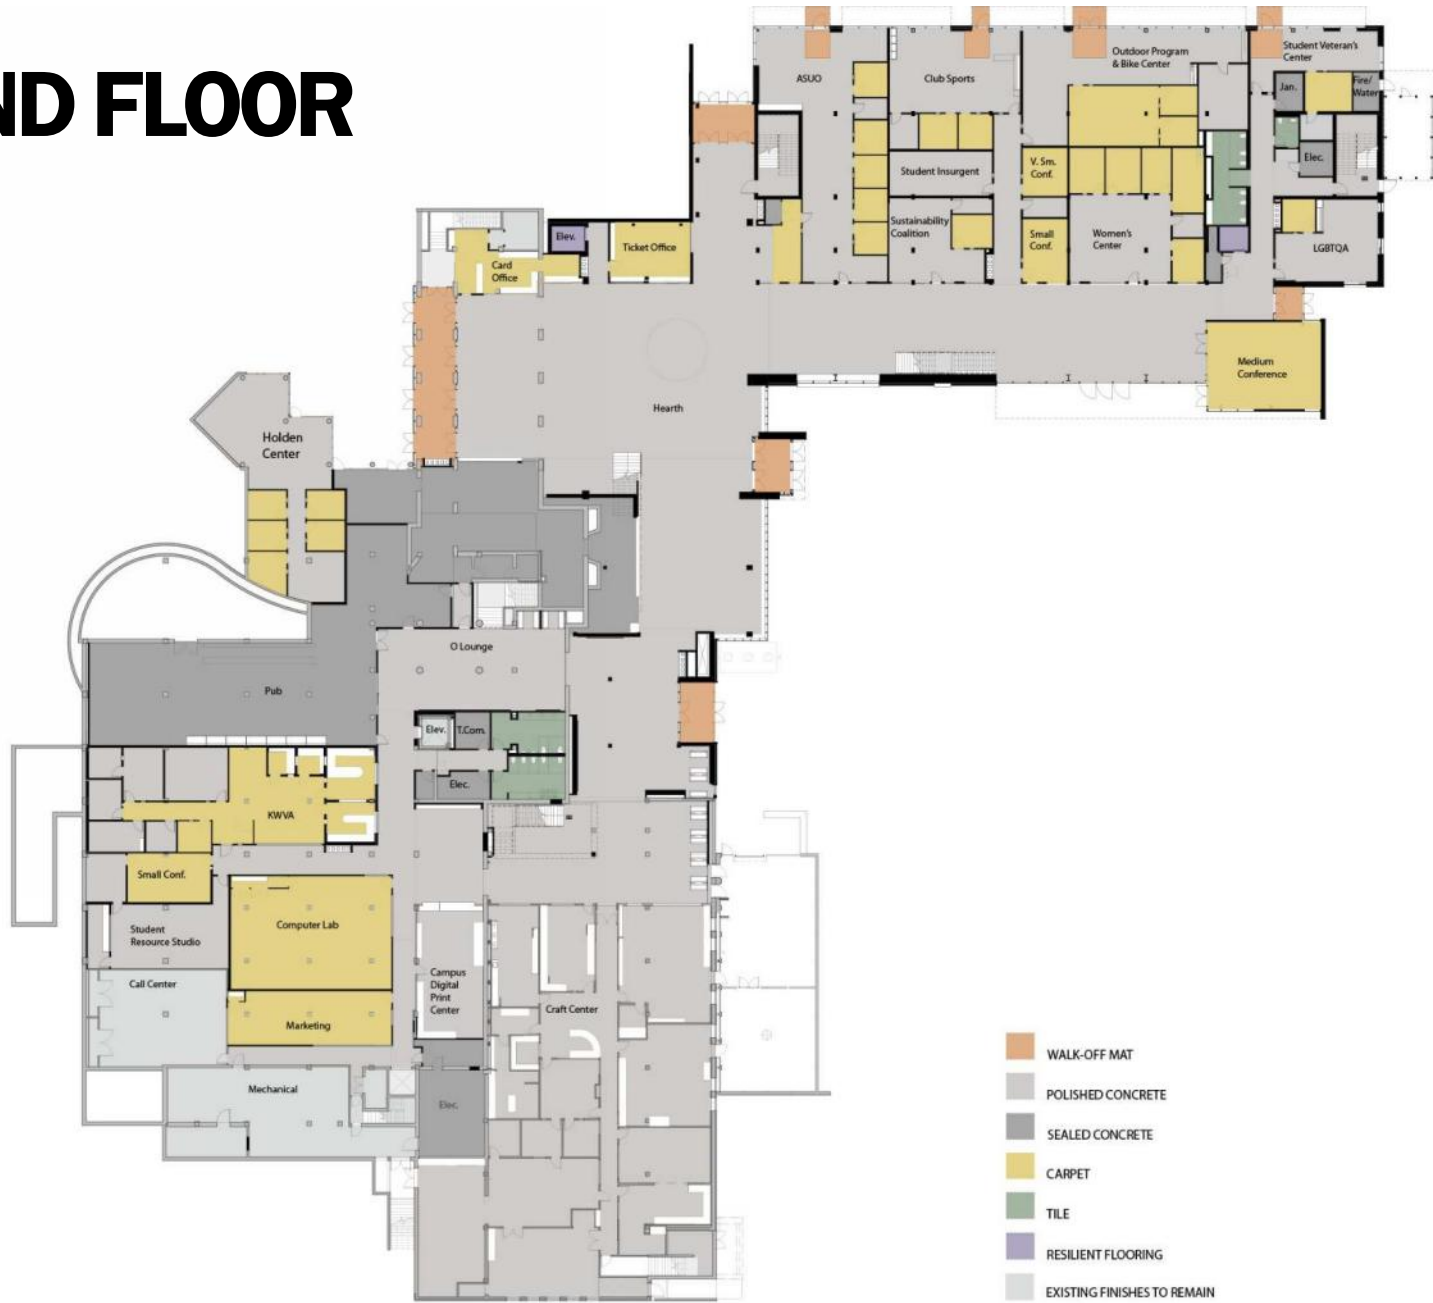 ND FLOOR
ASUO
Club Sports
Outdoor Program
& Bike Center
Student Veteran's
Center
Jan.
Fire/
Water
Student Insurgent
V. Sm.
Conf.
Elec.
Sustainability
Coalition
Small
Conf.
Women's
Center
LGBTQA
Elev.
Ticket Office
Card
Office
Medium
Conference
Hearth
Holden
Center
O Lounge
Pub
Elev.
T.Com.
Elec.
KWVA
Small Conf.
Computer Lab
Student
Resource Studio
Call Center
Campus
Digital
Print
Center
Craft Center
Marketing
Mechanical
Elec.
WALK-OFF MAT
POLISHED CONCRETE
SEALED CONCRETE
CARPET
TILE
RESILIENT FLOORING
EXISTING FINISHES TO REMAIN